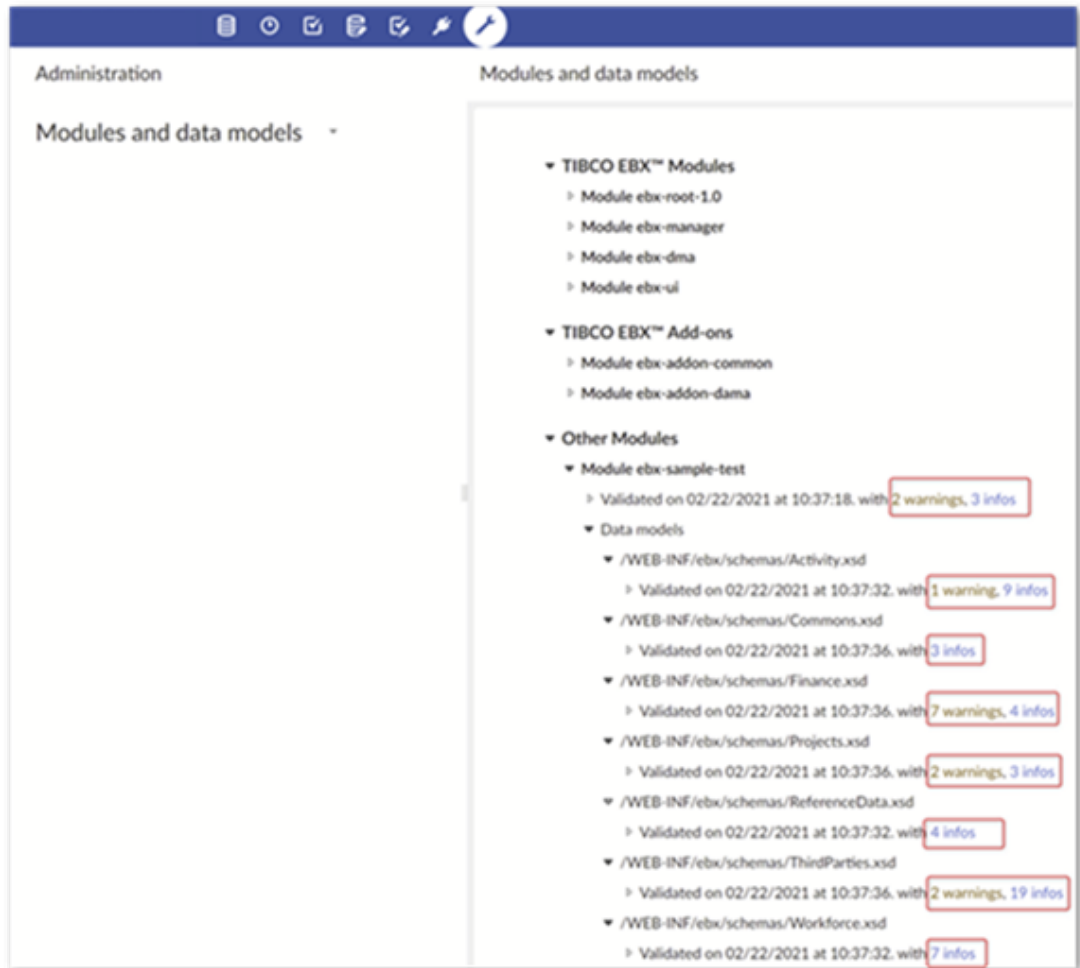 Administration
Modules and data models
Modules and data models
TIBCO EBX™ Modules
Module ebx-root-1.0
Module ebx-manager
Module ebx-dma
Module ebx-ui
TIBCO EBX™ Add-ons
Module ebx-addon-common
Module ebx-addon-dama
Other Modules
Module ebx-sample-test
Validated on 02/22/2021 at 10:37:18. with 2 warnings, 3 infos
Data models
/WEB-INF/ebx/schemas/Activity.xsd
Validated on 02/22/2021 at 10:37:32. with 1 warning, 9 infos
/WEB-INF/ebx/schemas/Commons.xsd
Validated on 02/22/2021 at 10:37:36. with 3 infos
/WEB-INF/ebx/schemas/Finance.xsd
Validated on 02/22/2021 at 10:37:36. with 7 warnings, 4 infos
/WEB-INF/ebx/schemas/Projects.xsd
Validated on 02/22/2021 at 10:37:36. with 2 warnings, 3 infos
/WEB-INF/ebx/schemas/ReferenceData.xsd
Validated on 02/22/2021 at 10:37:32. with 4 infos
/WEB-INF/ebx/schemas/ThirdParties.xsd
Validated on 02/22/2021 at 10:37:36. with 2 warnings, 19 infos
/WEB-INF/ebx/schemas/Workforce.xsd
Validated on 02/22/2021 at 10:37:32. with 7 infos